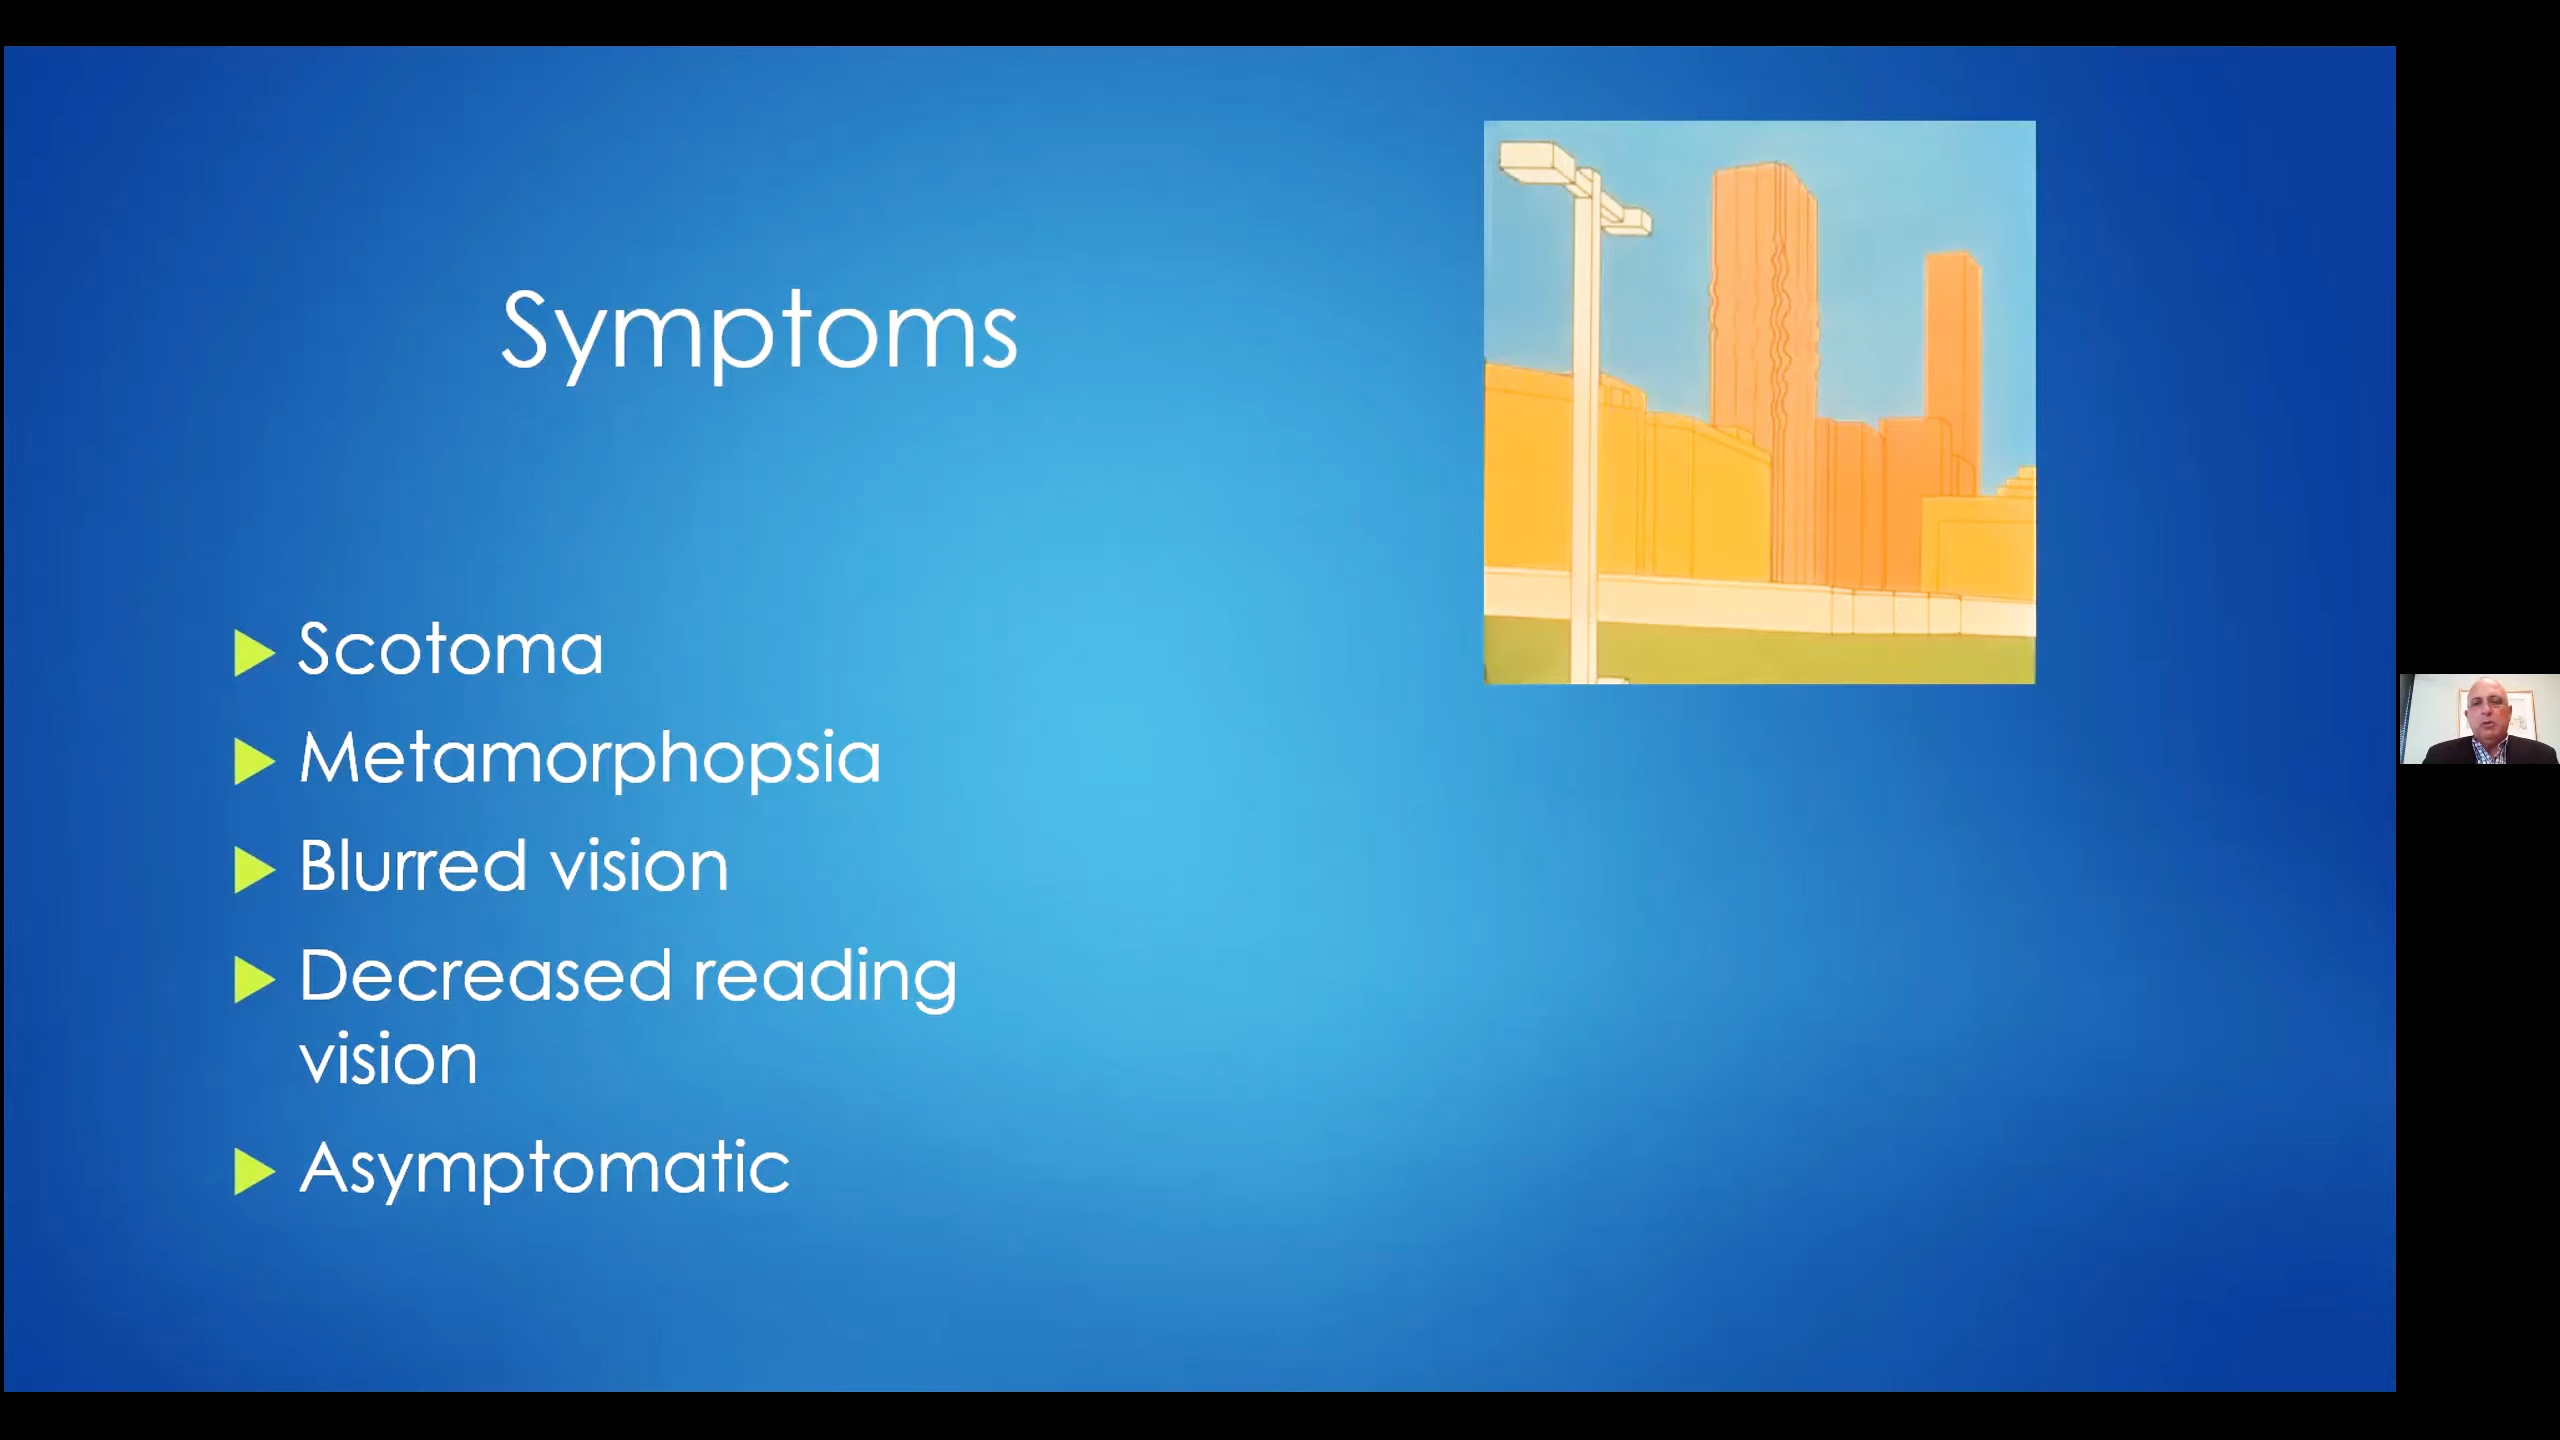 Symptoms
Scotoma
Metamorphopsia
Blurred vision
Decreased reading
vision
Asymptomatic